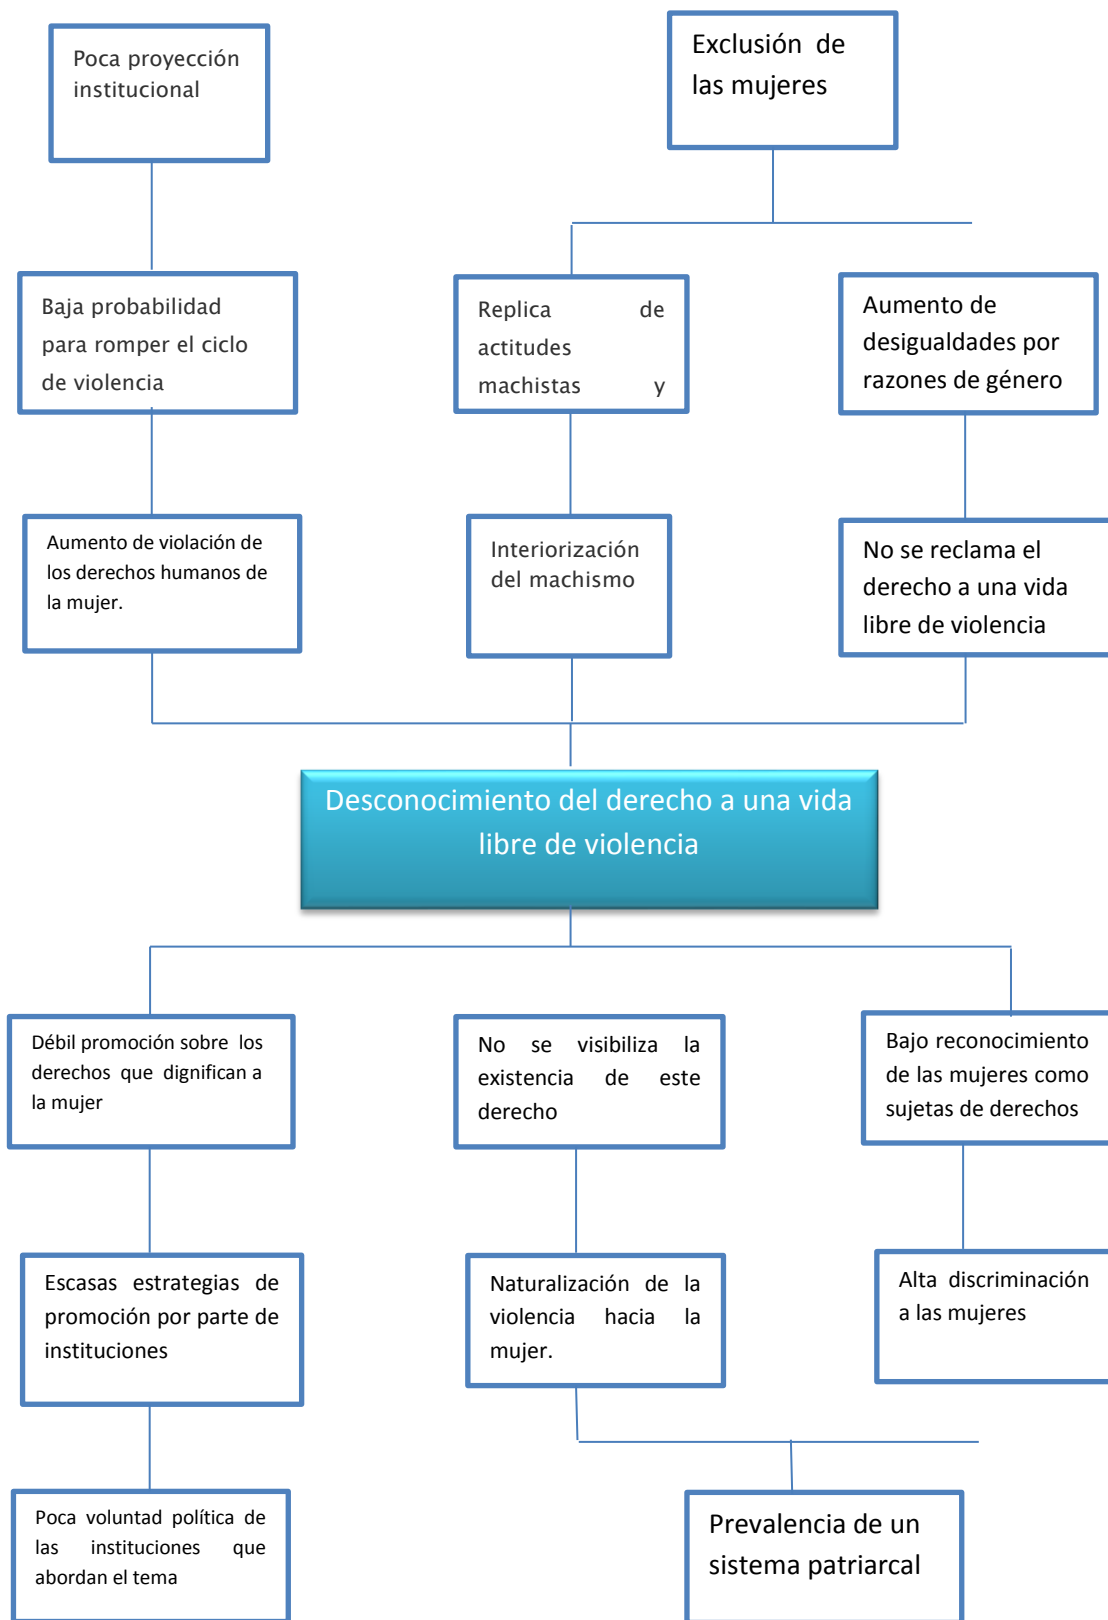 Poca proyección
institucional
Exclusión de
las mujeres
Baja probabilidad
para romper el ciclo
de violencia
Replica de
actitudes
machistas y
Aumento de
desigualdades por
razones de género
Aumento de violación de
los derechos humanos de
la mujer.
Interiorización
del machismo
No se reclama el
derecho a una vida
libre de violencia
Desconocimiento del derecho a una vida
libre de violencia
Débil promoción sobre los
derechos que dignifican a
la mujer
No se visibiliza la
existencia de este
derecho
Bajo reconocimiento
de las mujeres como
sujetas de derechos
Escasas estrategias de
promoción por parte de
instituciones
Naturalización de la
violencia hacia la
mujer.
Alta discriminación
a las mujeres
Poca voluntad política de
las instituciones que
abordan el tema
Prevalencia de un
sistema patriarcal